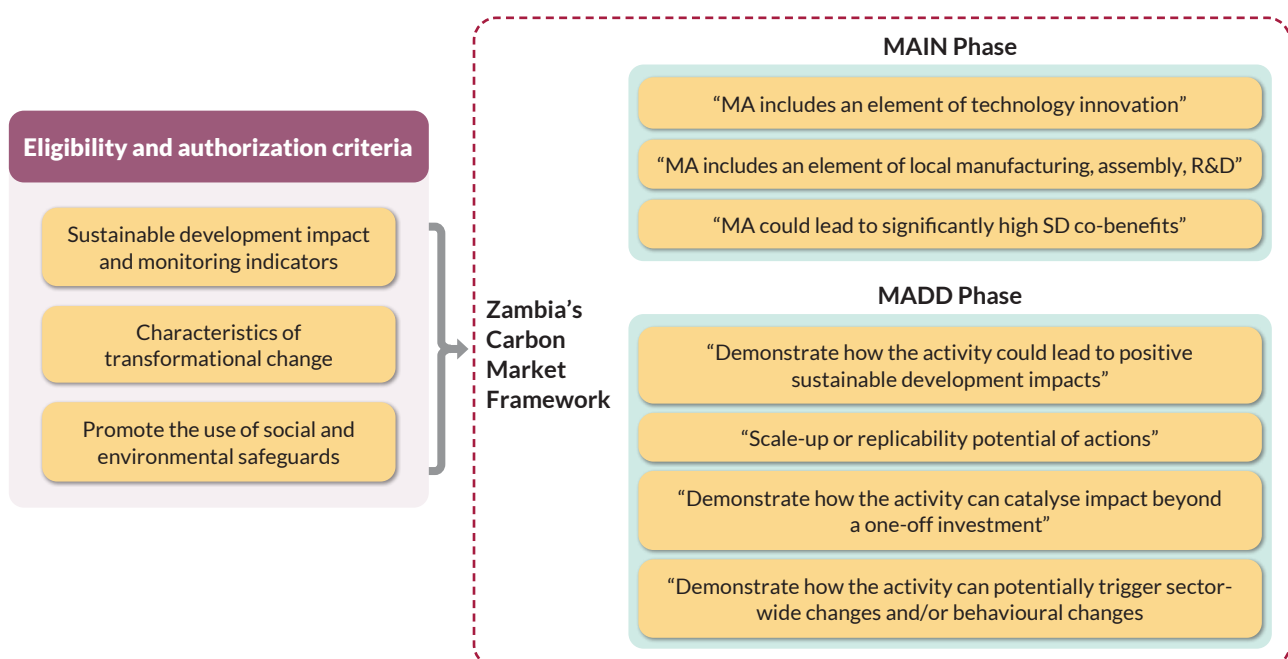 Eligibility and authorization criteria
Sustainable development impact
and monitoring indicators
Characteristics of
transformational change
Promote the use of social and
environmental safeguards
Zambia’s
Carbon
Market
Framework
MAIN Phase
“MA includes an element of technology innovation”
“MA includes an element of local manufacturing, assembly, R&D”
“MA could lead to significantly high SD co-benefits”
MADD Phase
“Demonstrate how the activity could lead to positive
sustainable development impacts”
“Scale-up or replicability potential of actions”
“Demonstrate how the activity can catalyse impact beyond
a one-off investment”
“Demonstrate how the activity can potentially trigger sector-
wide changes and/or behavioural changes